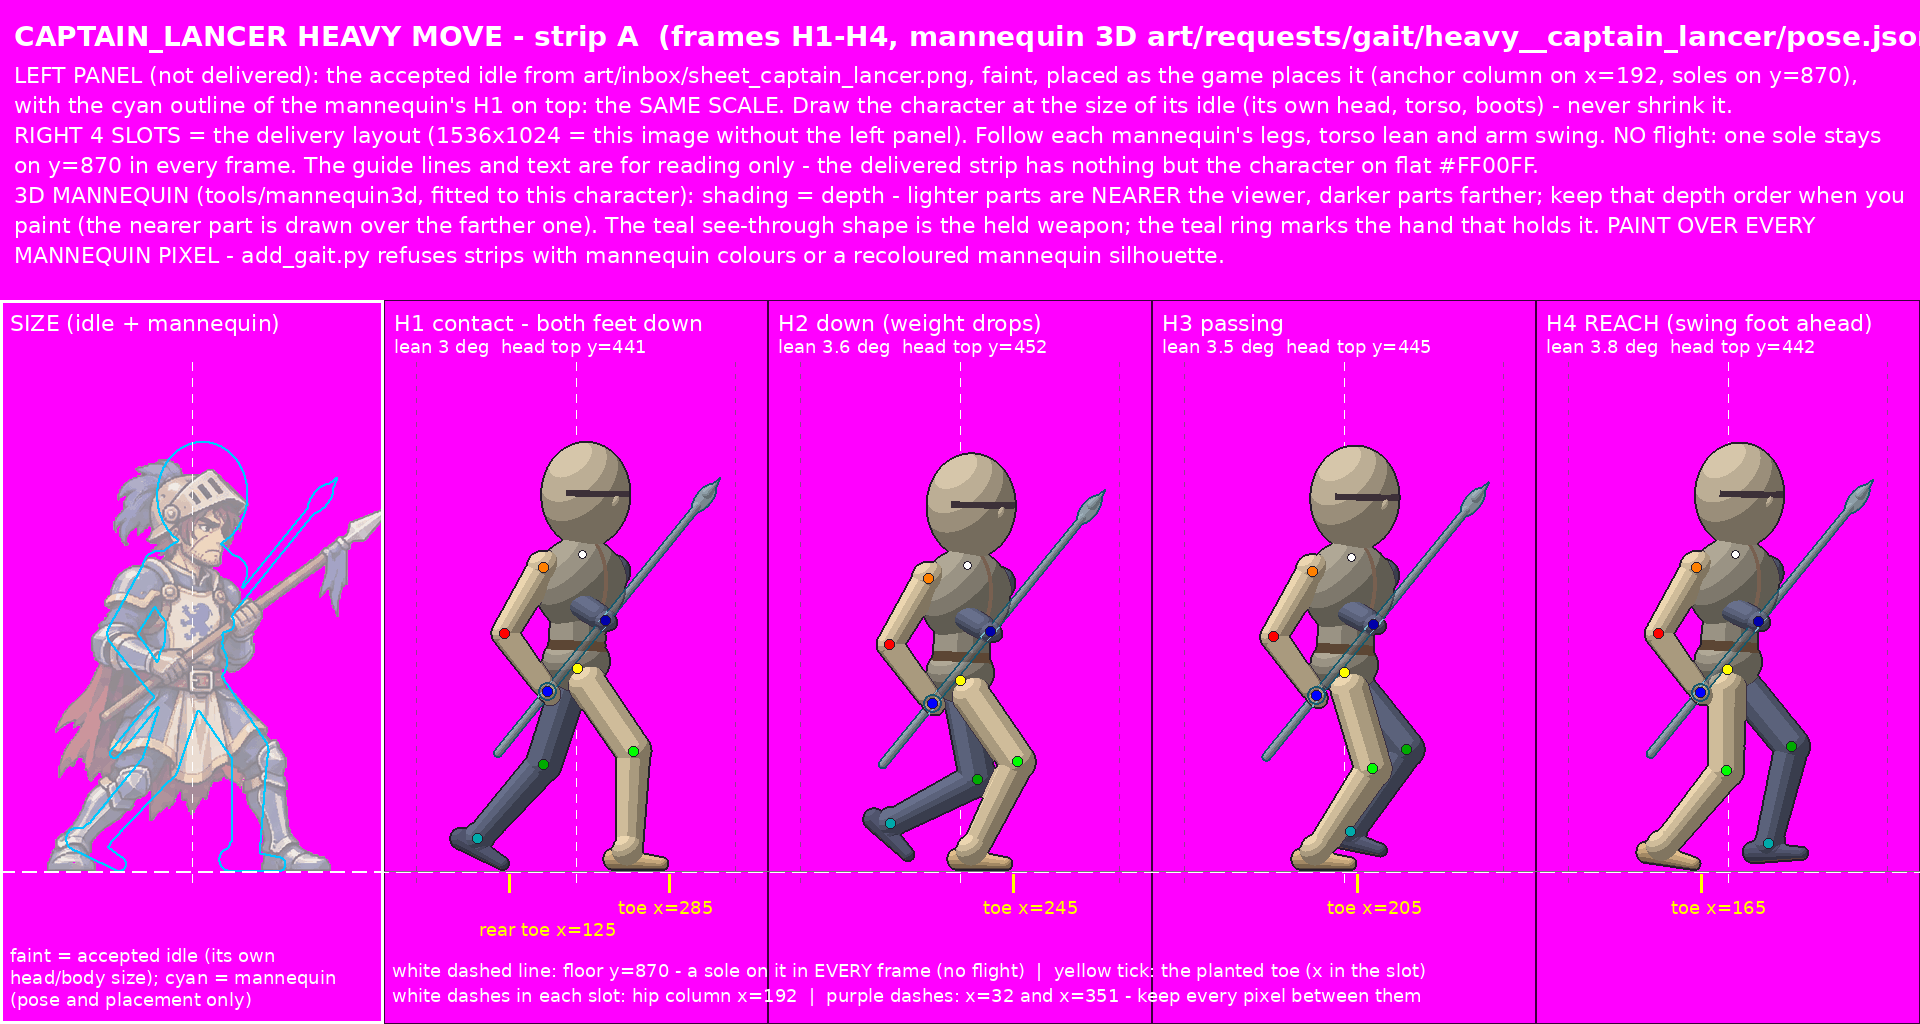 CAPTAIN_LANCER HEAVY MOVE - strip A  (frames H1-H4, mannequin 3D art/requests/gait/heavy__captain_lancer/pose.json
LEFT PANEL (not delivered): the accepted idle from art/inbox/sheet_captain_lancer.png, faint, placed as the game places it (anchor column on x=192, soles on y=870),
with the cyan outline of the mannequin's H1 on top: the SAME SCALE. Draw the character at the size of its idle (its own head, torso, boots) - never shrink it.
RIGHT 4 SLOTS = the delivery layout (1536x1024 = this image without the left panel). Follow each mannequin's legs, torso lean and arm swing. NO flight: one sole stays
on y=870 in every frame. The guide lines and text are for reading only - the delivered strip has nothing but the character on flat #FF00FF.
3D MANNEQUIN (tools/mannequin3d, fitted to this character): shading = depth - lighter parts are NEARER the viewer, darker parts farther; keep that depth order when you
paint (the nearer part is drawn over the farther one). The teal see-through shape is the held weapon; the teal ring marks the hand that holds it. PAINT OVER EVERY
MANNEQUIN PIXEL - add_gait.py refuses strips with mannequin colours or a recoloured mannequin silhouette.
SIZE (idle + mannequin)
H1 contact - both feet down
lean 3 deg  head top y=441
H2 down (weight drops)
lean 3.6 deg  head top y=452
H3 passing
lean 3.5 deg  head top y=445
H4 REACH (swing foot ahead)
lean 3.8 deg  head top y=442
toe x=285
rear toe x=125
toe x=245
toe x=205
toe x=165
faint = accepted idle (its own
head/body size); cyan = mannequin
(pose and placement only)
white dashed line: floor y=870 - a sole on it in EVERY frame (no flight)  |  yellow tick: the planted toe (x in the slot)
white dashes in each slot: hip column x=192  |  purple dashes: x=32 and x=351 - keep every pixel between them